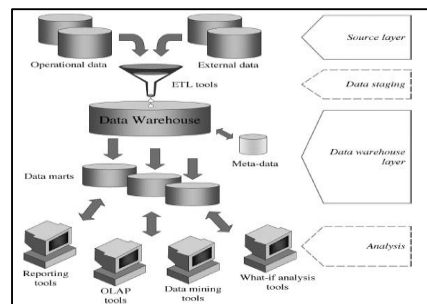 Operational data
External data
Source layer
ETL tools
Data staging
Data Warehouse
Meta-data
Data marts
Data warehouse
layer
Reporting
tools
OLAP
tools
Data mining
tools
What-if analysis
tools
Analysis